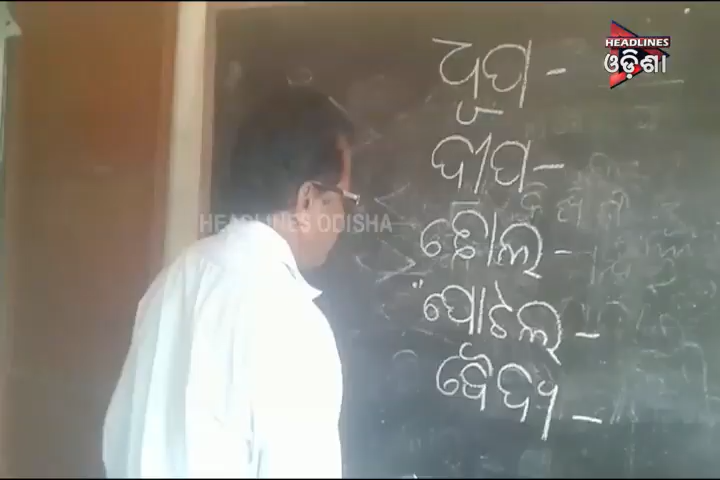 HEADLINES
ଓଡ଼ିଶା
ଧୂପ -
ଦୀପ -
HEADLINES ODISHA
ଛୋଲ -
ପୋଟଲ -
ବୈଦ୍ୟ -